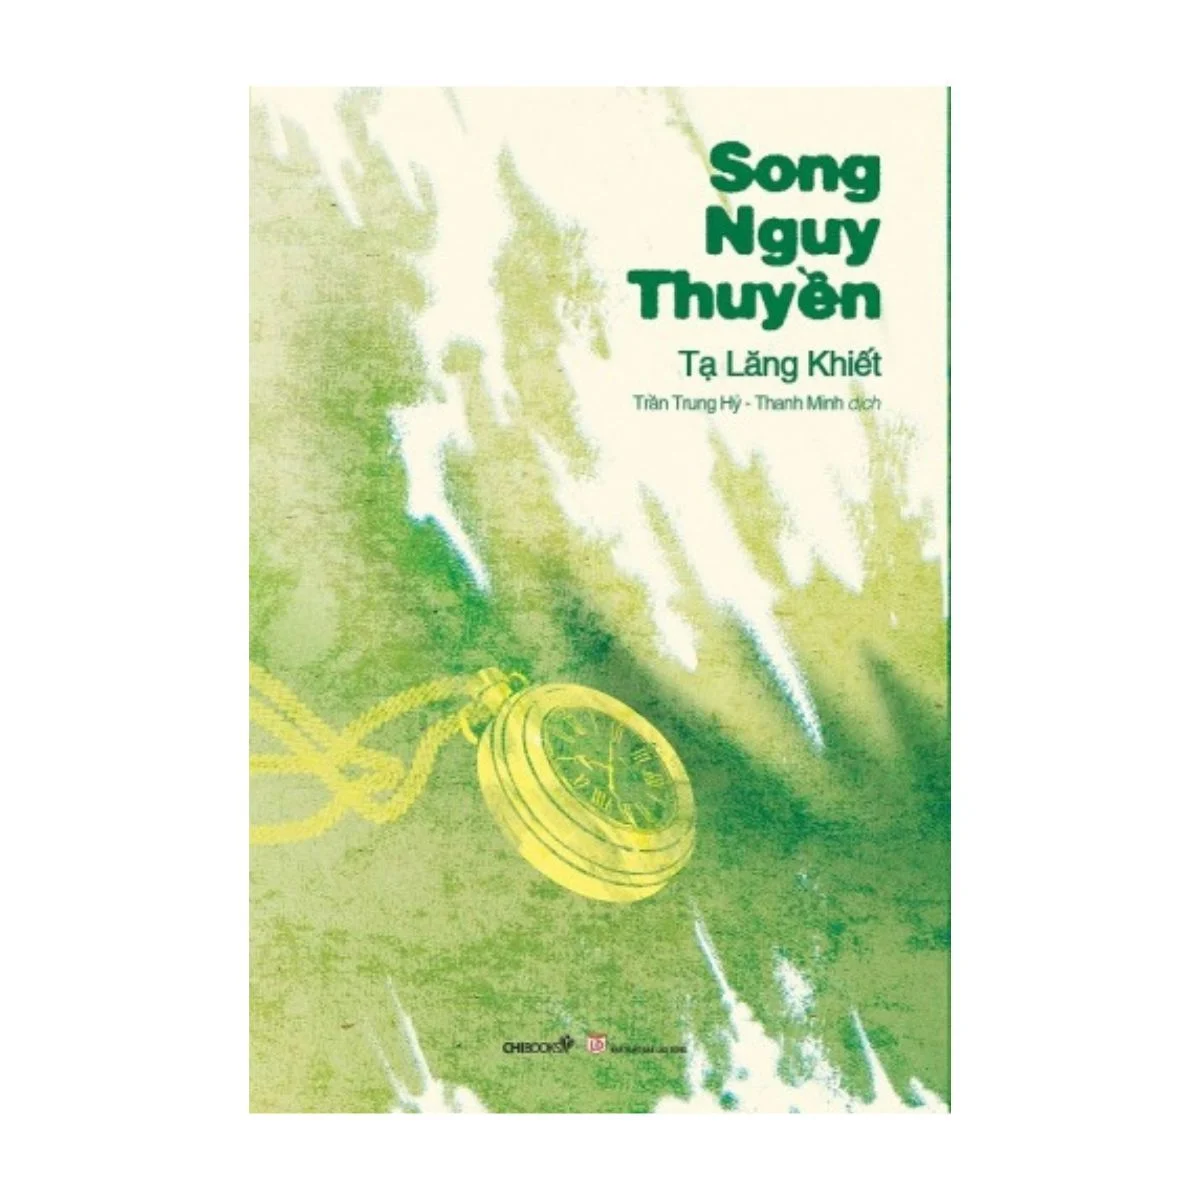 Song
Nguy
Thuyền
Tạ Lăng Khiết
Trần Trung Hỷ - Thanh Minh dịch
CHIBOOKS